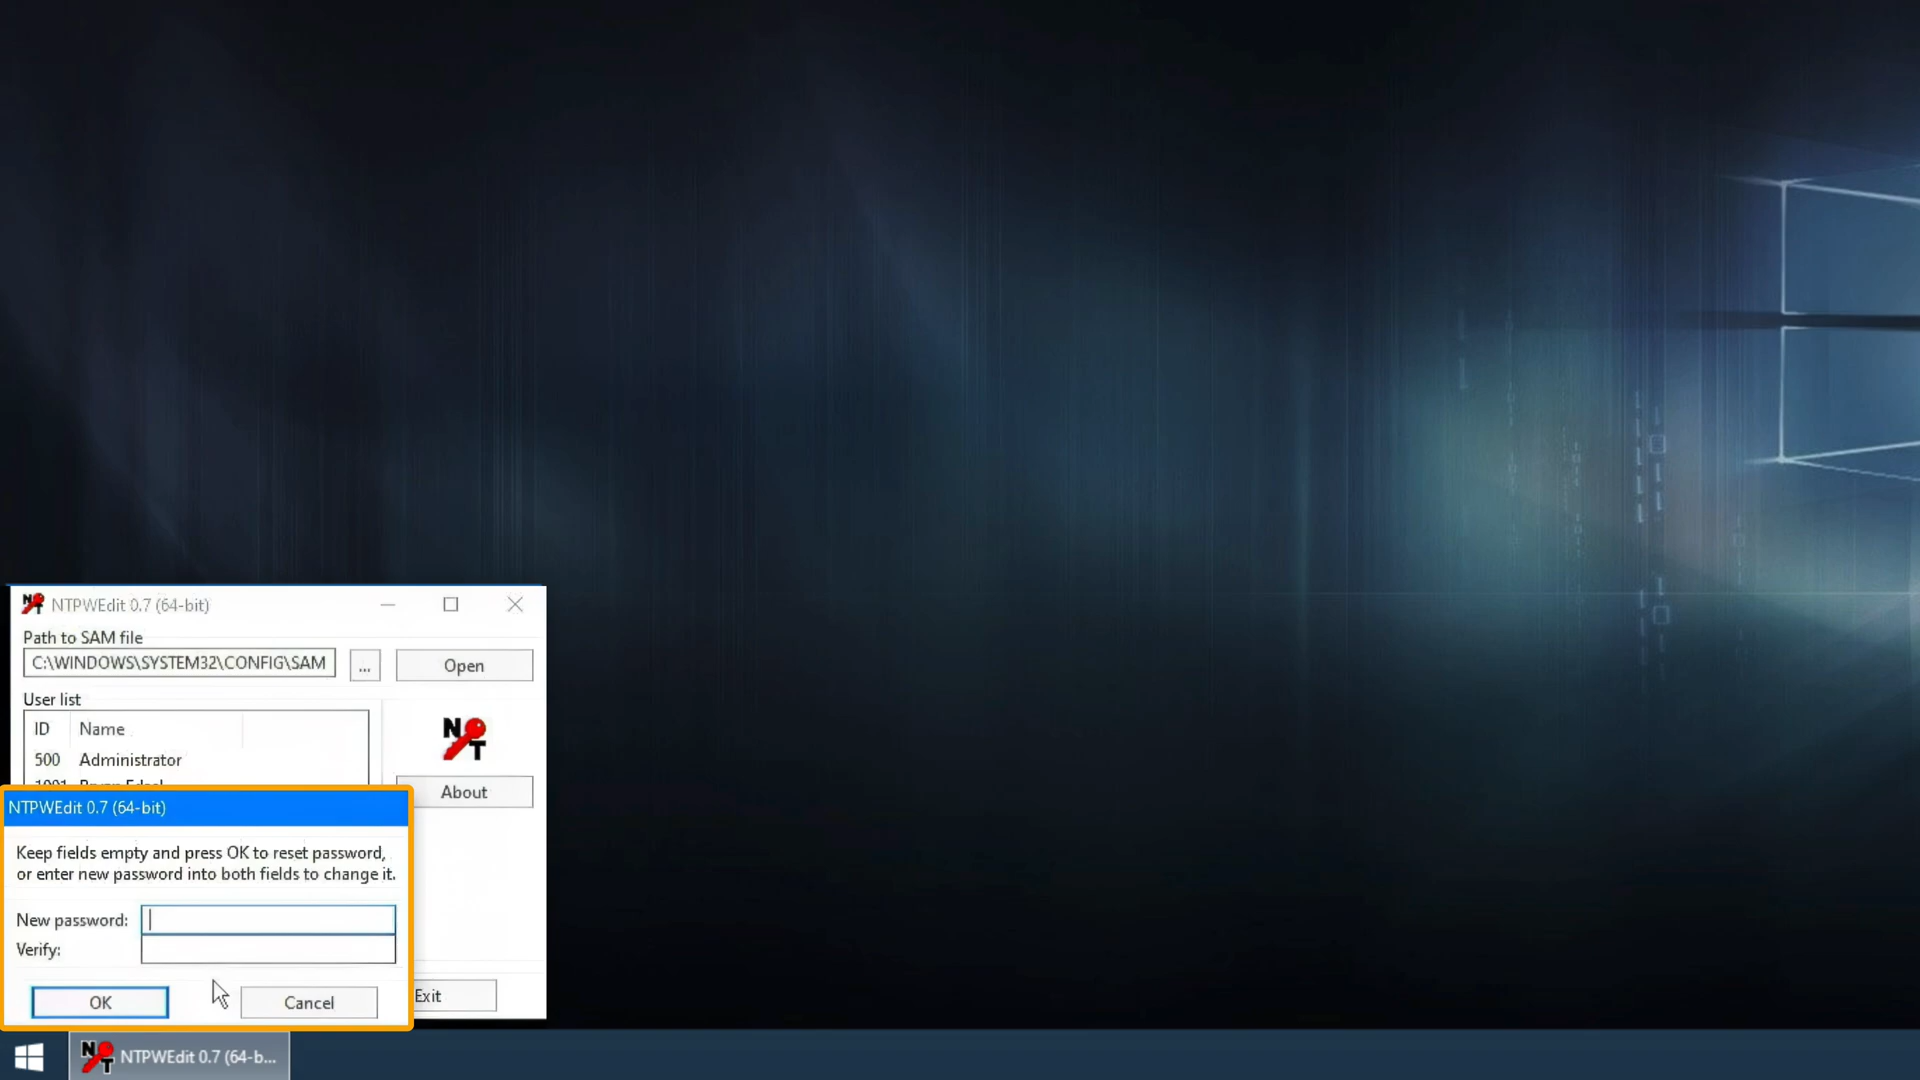 NTPWEdit 0.7 (64-bit)
Path to SAM file
C:\WINDOWS\SYSTEM32\CONFIG\SAM
...
Open
User list
ID Name
500 Administrator
NT
About
NTPWEdit 0.7 (64-bit)
Keep fields empty and press OK to reset password,
or enter new password into both fields to change it.
New password:
Verify:
OK
Cancel
Exit
NTPWEdit 0.7 (64-b...